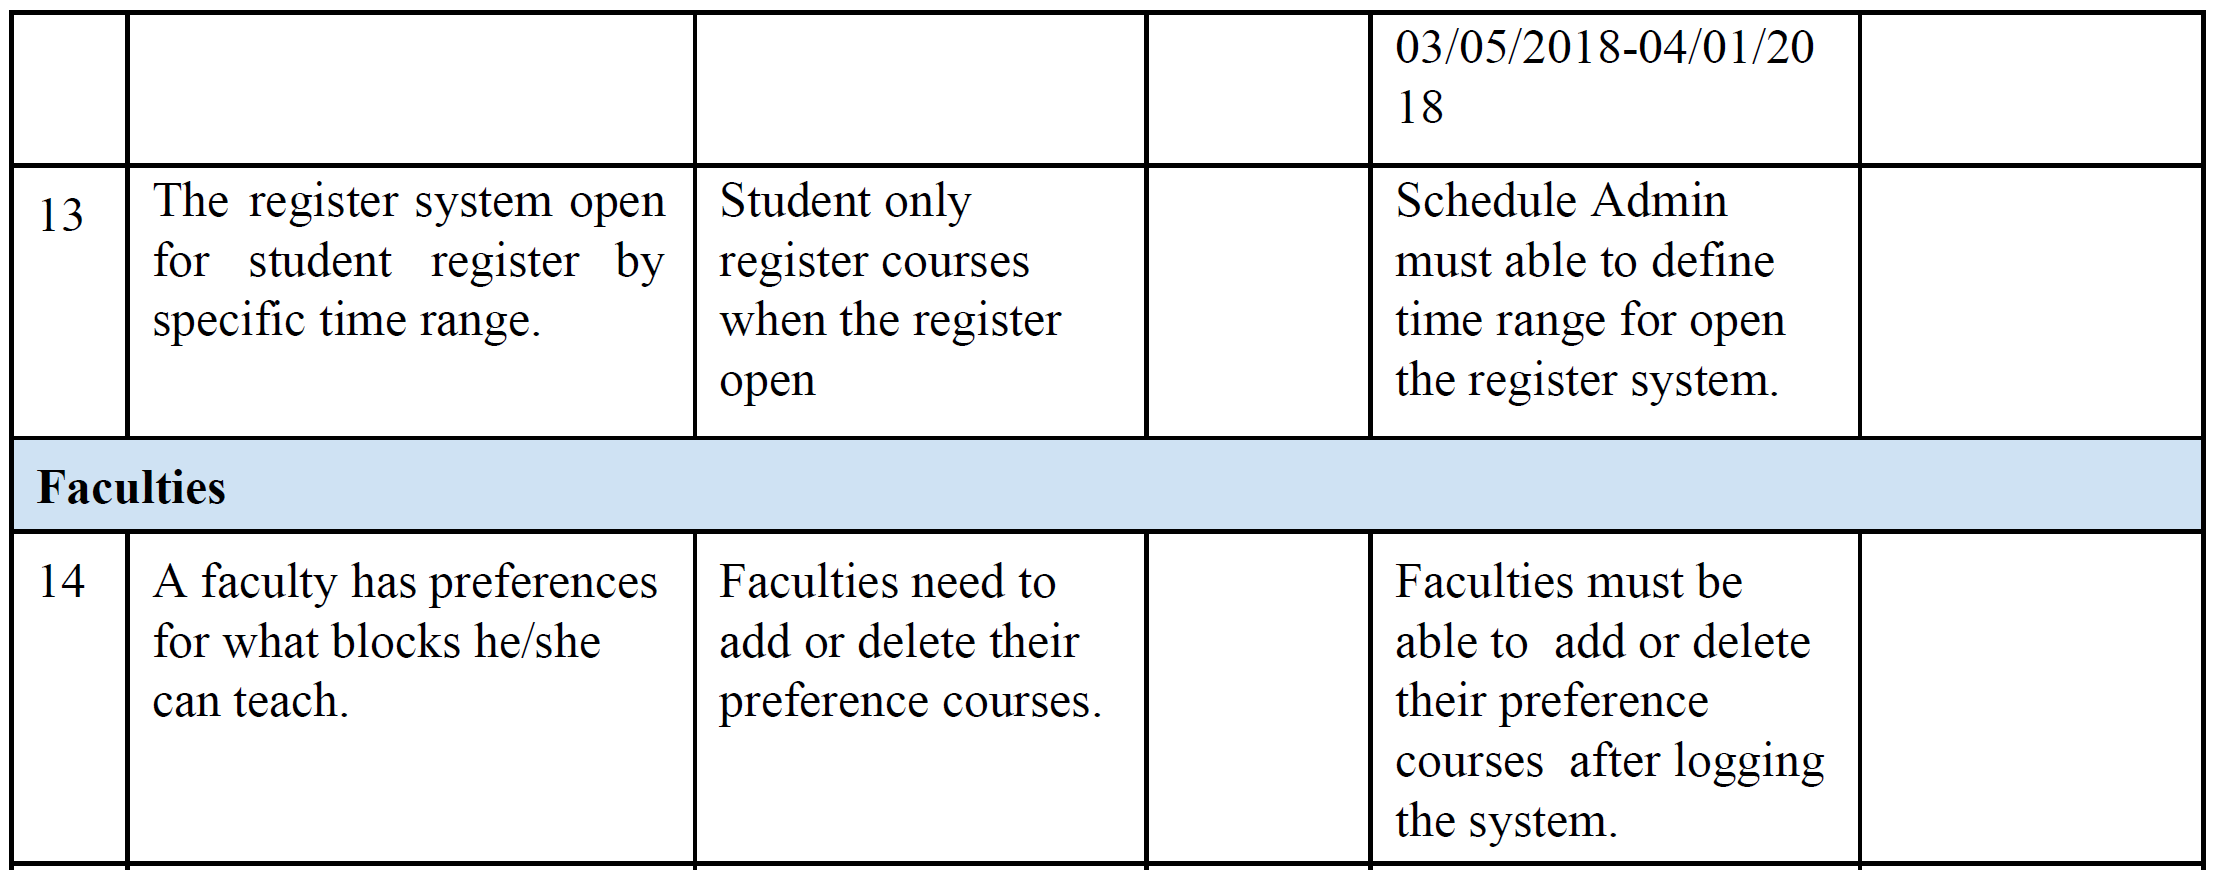 03/05/2018-04/01/20
18
13
The register system open
for student register by
specific time range.
Student only
register courses
when the register
open
Schedule Admin
must able to define
time range for open
the register system.
Faculties
14
A faculty has preferences
for what blocks he/she
can teach.
Faculties need to
add or delete their
preference courses.
Faculties must be
able to  add or delete
their preference
courses  after logging
the system.